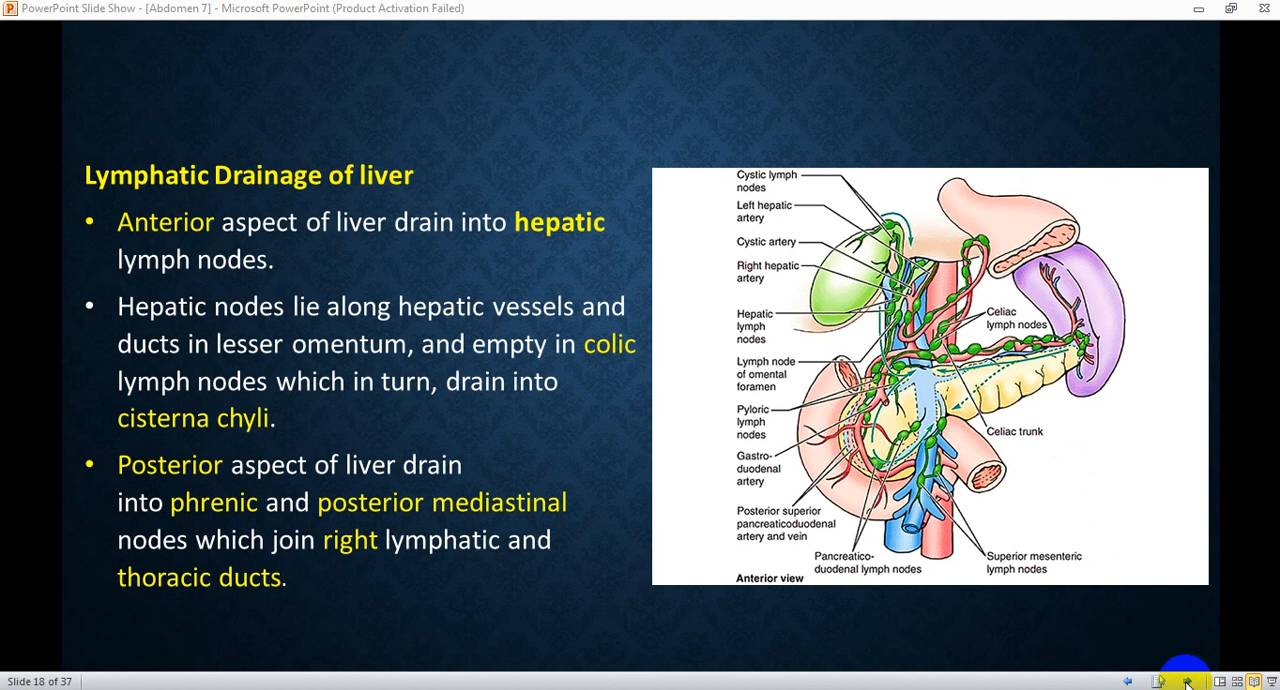 PowerPoint Slide Show - [Abdomen 7] - Microsoft PowerPoint (Product Activation Failed)
Lymphatic Drainage of liver
• Anterior aspect of liver drain into hepatic
lymph nodes.
• Hepatic nodes lie along hepatic vessels and
ducts in lesser omentum, and empty in colic
lymph nodes which in turn, drain into
cisterna chyli.
• Posterior aspect of liver drain
into phrenic and posterior mediastinal
nodes which join right lymphatic and
thoracic ducts.
Cystic lymph
nodes
Left hepatic
artery
Cystic artery
Right hepatic
artery
Hepatic
lymph
nodes
Lymph node
of omental
foramen
Pyloric
lymph
nodes
Gastro-
duodenal
artery
Posterior superior
pancreaticoduodenal
artery and vein
Pancreatico-
duodenal lymph nodes
Anterior view
Celiac
lymph nodes
Celiac trunk
Superior mesenteric
lymph nodes
Slide 18 of 37